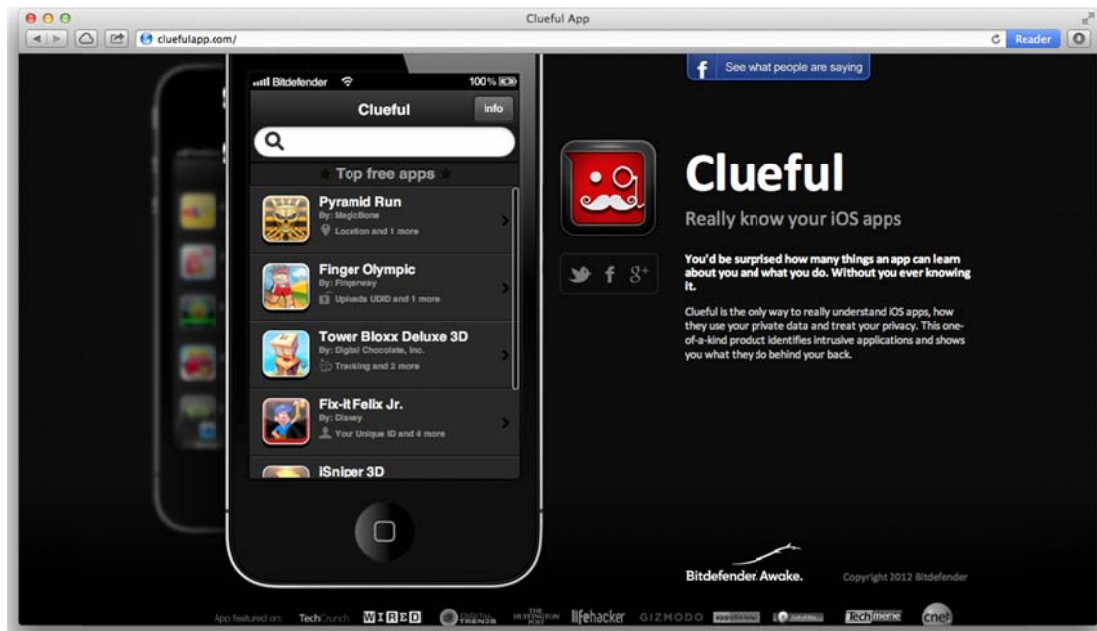 Clueful App
cluefulapp.com/
Reader
Bitdefender
100%
Clueful
info
Top free apps
Pyramid Run
By: MagicBone
Location and 1 more
Finger Olympic
By: Fingerway
Uploads UDID and 1 more
Tower Bloxx Deluxe 3D
By: Digital Chocolate, Inc.
Tracking and 2 more
Fix-it Felix Jr.
By: Disney
Your Unique ID and 4 more
iSniper 3D
f See what people are saying
Clueful
Really know your iOS apps
You'd be surprised how many things an app can learn
about you and what you do. Without you ever knowing
it.
Clueful is the only way to really understand iOS apps, how
they use your private data and treat your privacy. This one-
of-a-kind product identifies intrusive applications and shows
you what they do behind your back.
f g+
Bitdefender Awake.
Copyright 2012 Bitdefender
App featured on: TechCrunch WIRED DIGITAL TRENDS THE HUFFINGTON POST lifehacker GIZMODO Techmeme cnet